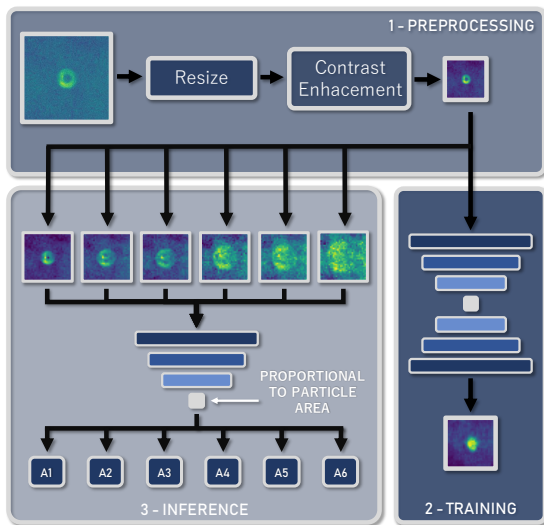 1 - PREPROCESSING
Resize
Contrast
Enhacement
PROPORTIONAL
TO PARTICLE
AREA
A1
A2
A3
A4
A5
A6
3 - INFERENCE
2 - TRAINING